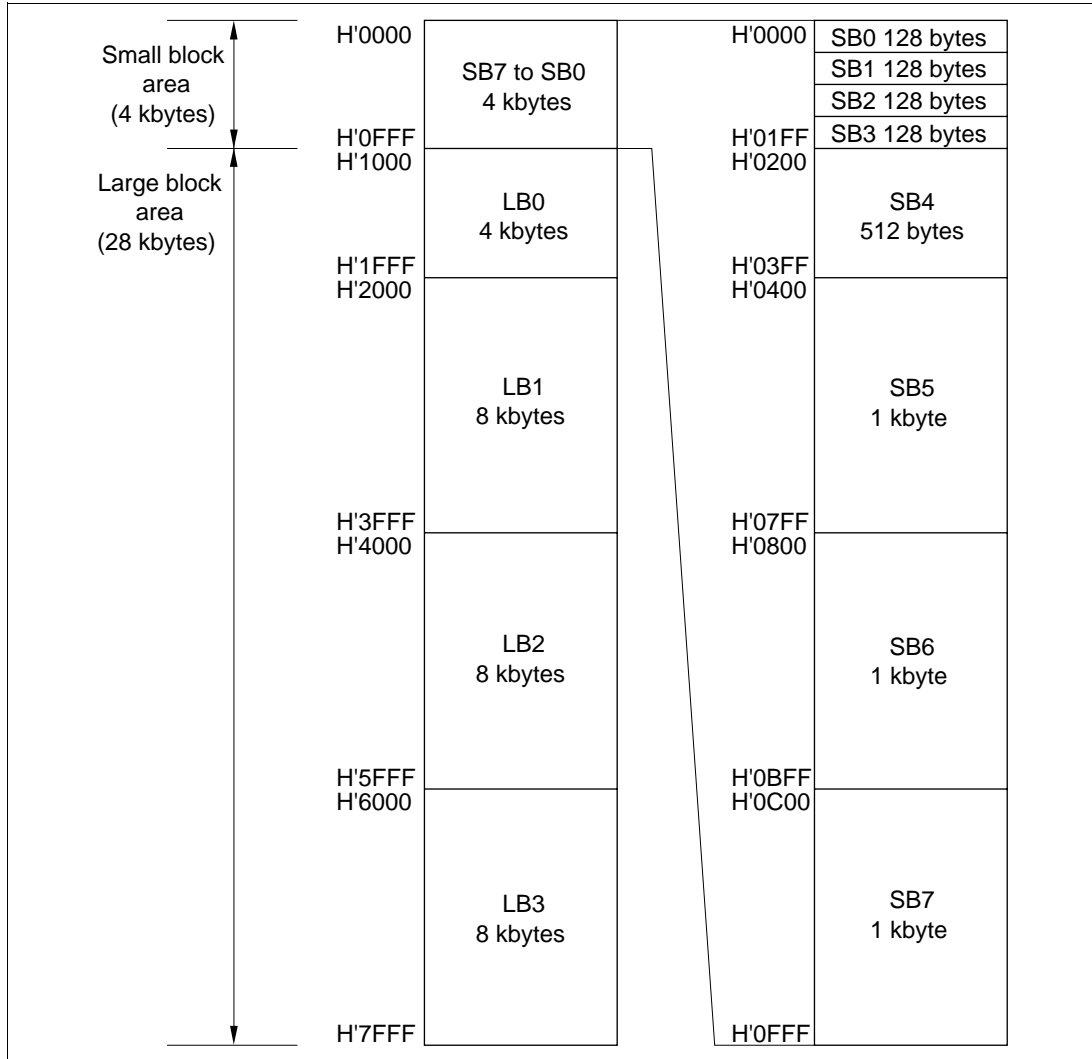 Small block
area
(4 kbytes)
Large block
area
(28 kbytes)
H'0000
SB7 to SB0
4 kbytes
H'0FFF
H'1000
LB0
4 kbytes
H'1FFF
H'2000
LB1
8 kbytes
H'3FFF
H'4000
LB2
8 kbytes
H'5FFF
H'6000
LB3
8 kbytes
H'7FFF
H'0000
SB0 128 bytes
SB1 128 bytes
SB2 128 bytes
SB3 128 bytes
H'01FF
H'0200
SB4
512 bytes
H'03FF
H'0400
SB5
1 kbyte
H'07FF
H'0800
SB6
1 kbyte
H'0BFF
H'0C00
SB7
1 kbyte
H'0FFF